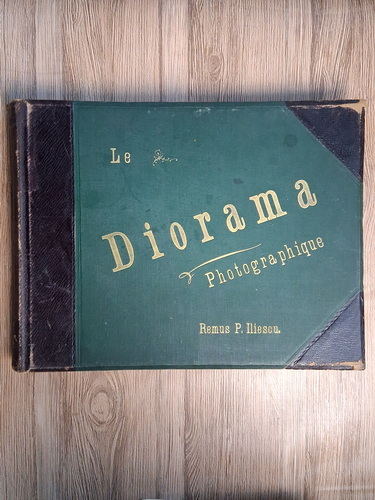 Le
Diorama
Photographique
Remus P. Iliescu.